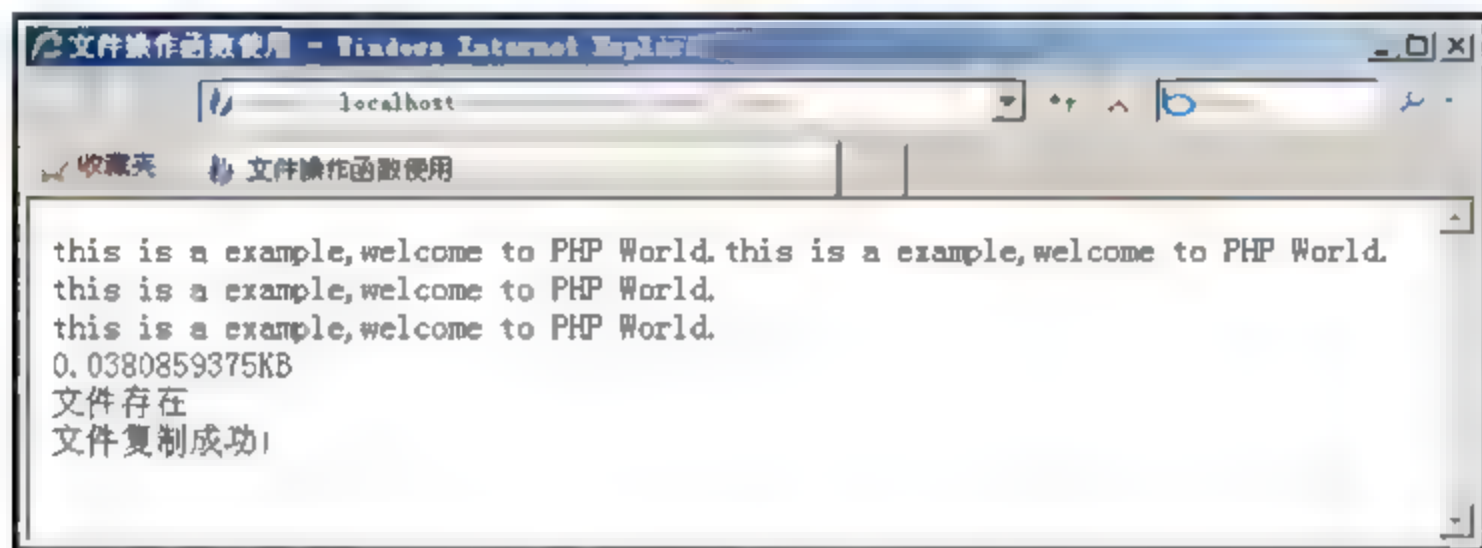 文件操作函数使用 - Windows Internet Explorer
localhost
收藏夹 文件操作函数使用
this is a example,welcome to PHP World.this is a example,welcome to PHP World.
this is a example,welcome to PHP World.
this is a example,welcome to PHP World.
0.0380859375KB
文件存在
文件复制成功!